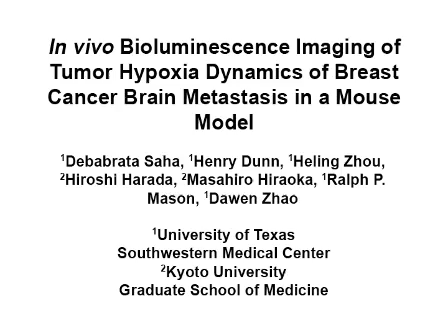 In vivo Bioluminescence Imaging of
Tumor Hypoxia Dynamics of Breast
Cancer Brain Metastasis in a Mouse
Model
¹Debabrata Saha, ¹Henry Dunn, ¹Heling Zhou,
²Hiroshi Harada, ²Masahiro Hiraoka, ¹Ralph P.
Mason, ¹Dawen Zhao
¹University of Texas
Southwestern Medical Center
²Kyoto University
Graduate School of Medicine